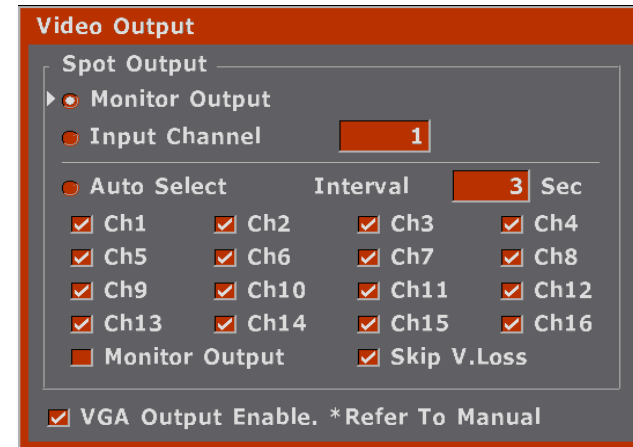 Video Output
Spot Output
Monitor Output
Input Channel 1
Auto Select Interval 3 Sec
Ch1 Ch2 Ch3 Ch4
Ch5 Ch6 Ch7 Ch8
Ch9 Ch10 Ch11 Ch12
Ch13 Ch14 Ch15 Ch16
Monitor Output Skip V.Loss
VGA Output Enable. *Refer To Manual